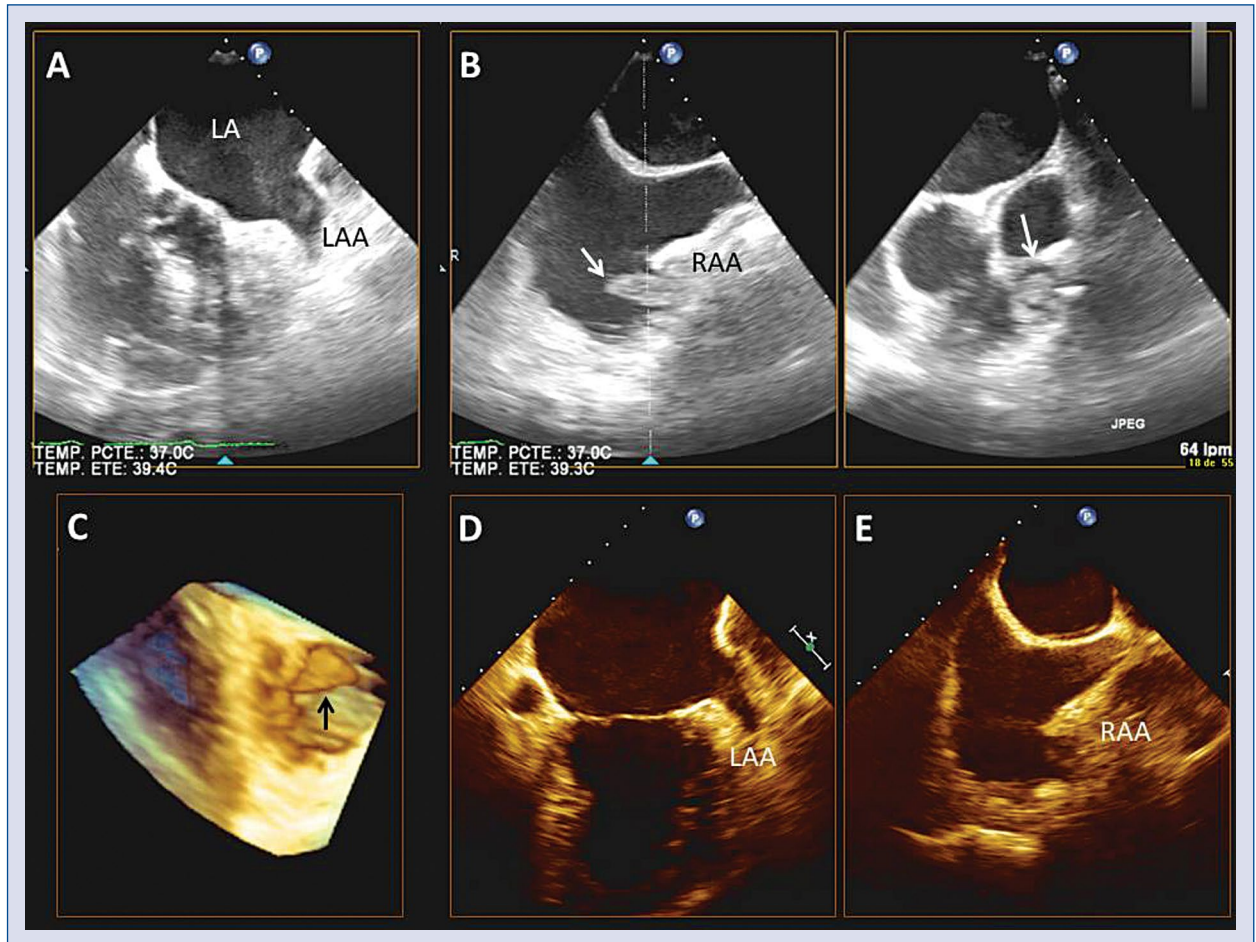 A
LA
LAA
TEMP. PCTE.: 37.0C
TEMP. ETE: 39.4C
B
P
R
RAA
TEMP. PCTE.: 37.0C
TEMP. ETE: 39.3C
P
JPEG
64 lpm
18 de 55
C
D
P
LAA
E
P
RAA
P